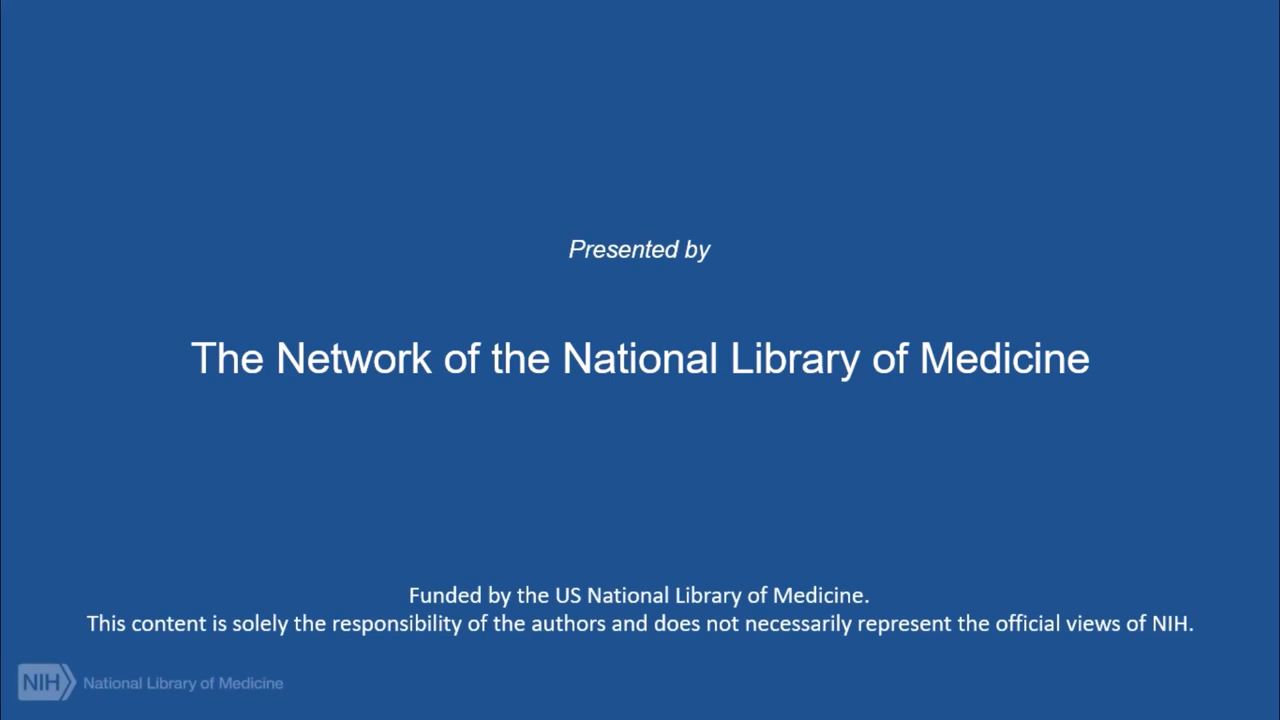 Presented by
The Network of the National Library of Medicine
Funded by the US National Library of Medicine.
This content is solely the responsibility of the authors and does not necessarily represent the official views of NIH.
NIH National Library of Medicine